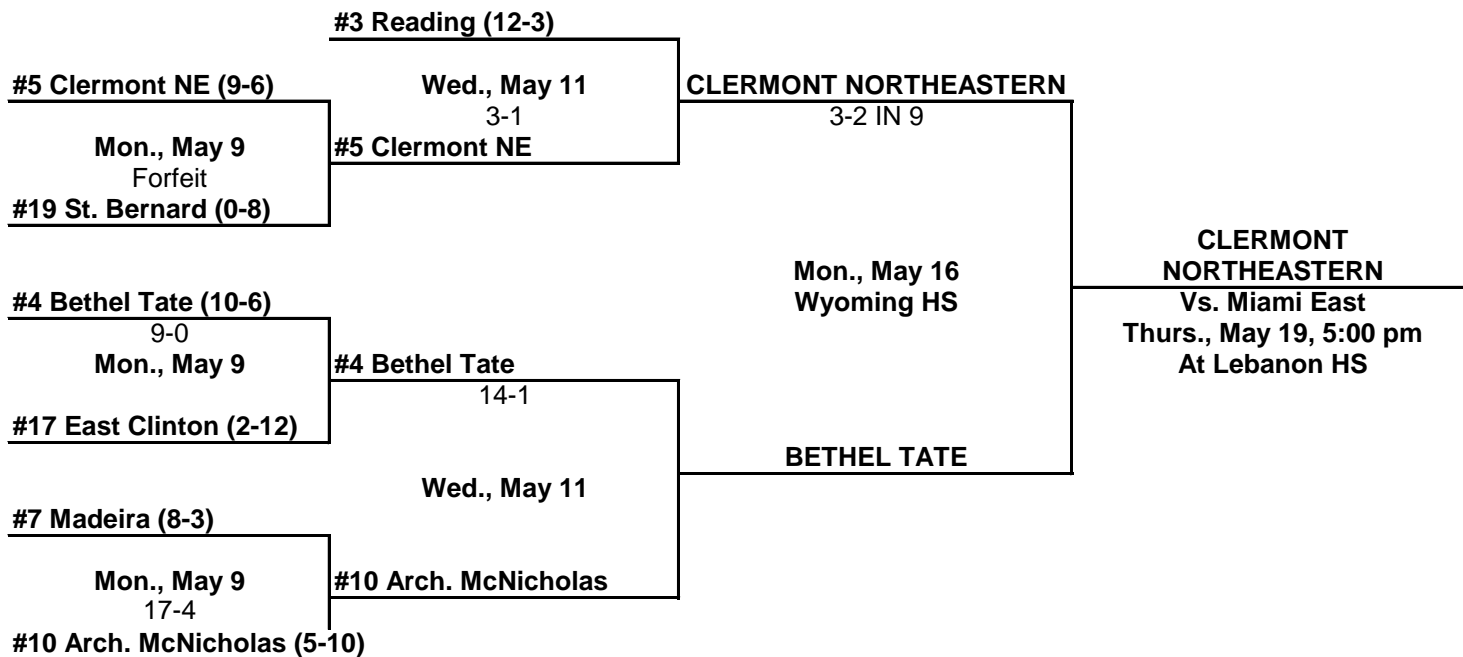 #3 Reading (12-3)
#5 Clermont NE (9-6)
Wed., May 11
CLERMONT NORTHEASTERN
3-1
3-2 IN 9
Mon., May 9
#5 Clermont NE
Forfeit
#19 St. Bernard (0-8)
CLERMONT
NORTHEASTERN
Mon., May 16
Wyoming HS
#4 Bethel Tate (10-6)
Vs. Miami East
9-0
Thurs., May 19, 5:00 pm
Mon., May 9
#4 Bethel Tate
At Lebanon HS
14-1
#17 East Clinton (2-12)
BETHEL TATE
Wed., May 11
#7 Madeira (8-3)
Mon., May 9
#10 Arch. McNicholas
17-4
#10 Arch. McNicholas (5-10)